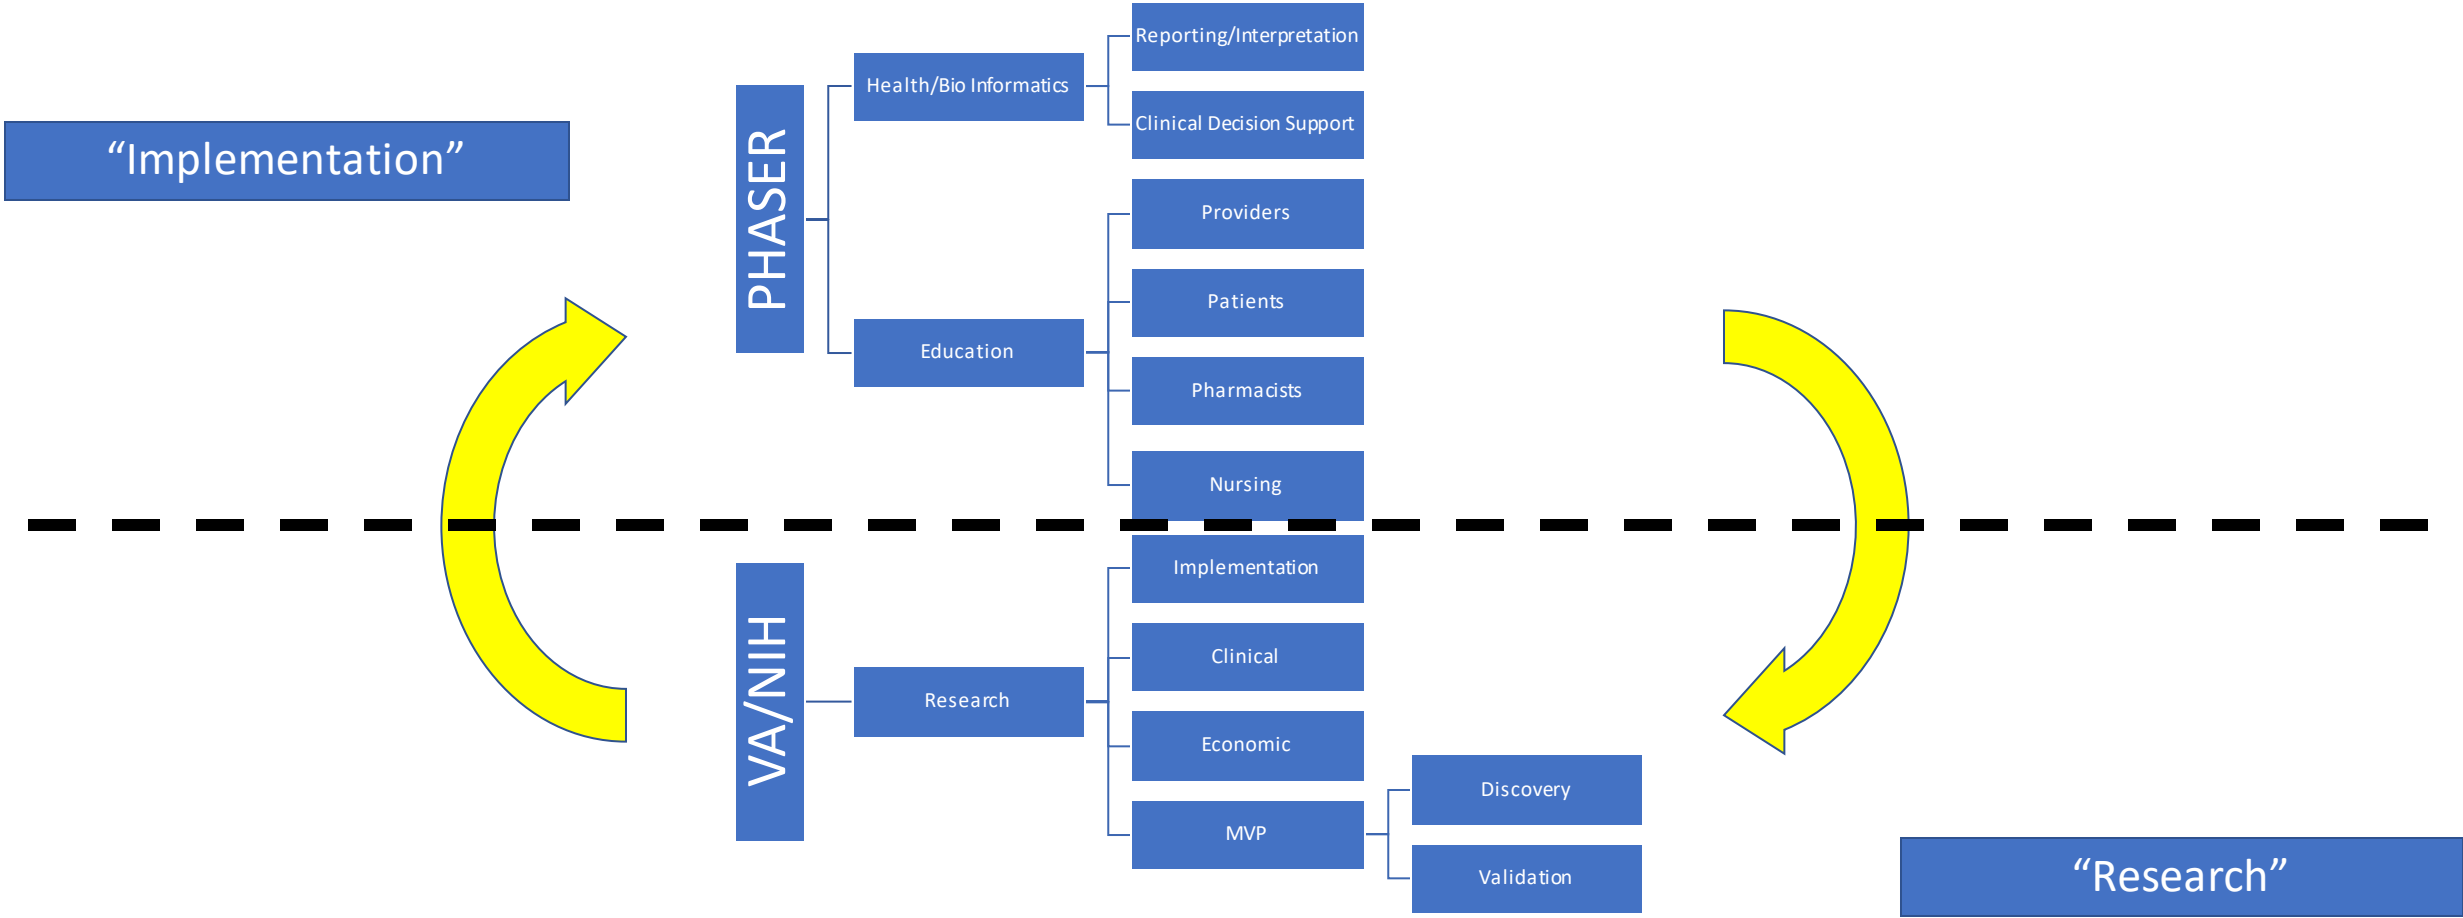 “Implementation”
PHASER
Health/Bio Informatics
Reporting/Interpretation
Clinical Decision Support
Education
Providers
Patients
Pharmacists
Nursing
VA/NIH
Research
Implementation
Clinical
Economic
MVP
Discovery
Validation
“Research”